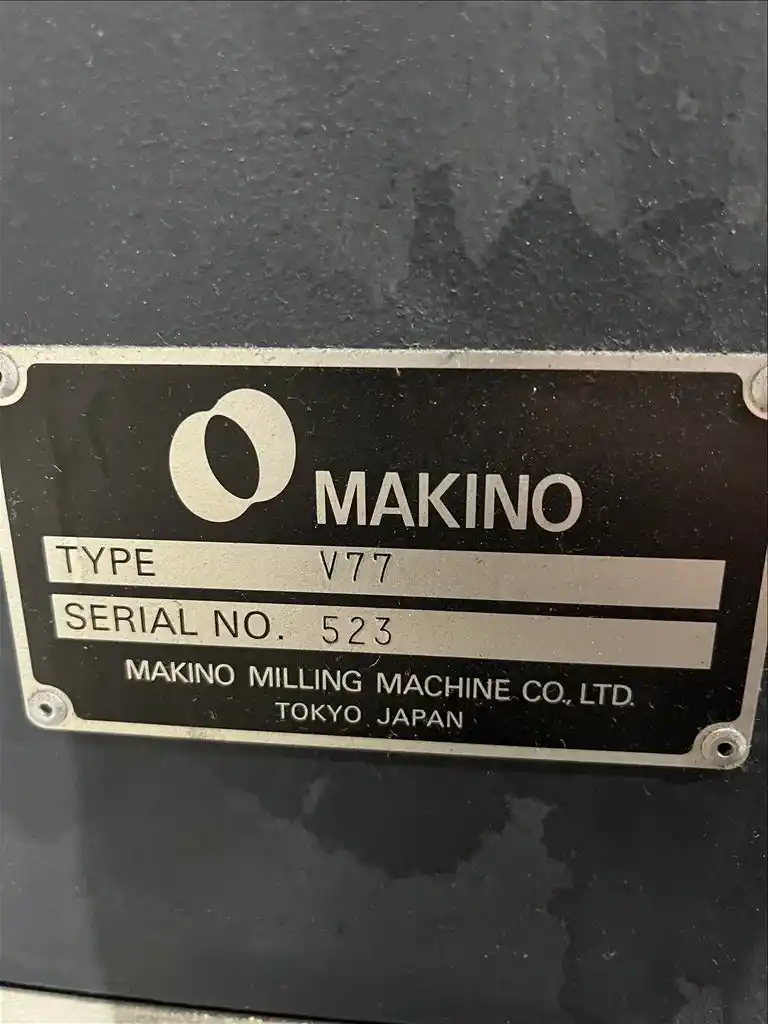 MAKINO
TYPE V77
SERIAL NO. 523
MAKINO MILLING MACHINE CO., LTD.
TOKYO JAPAN